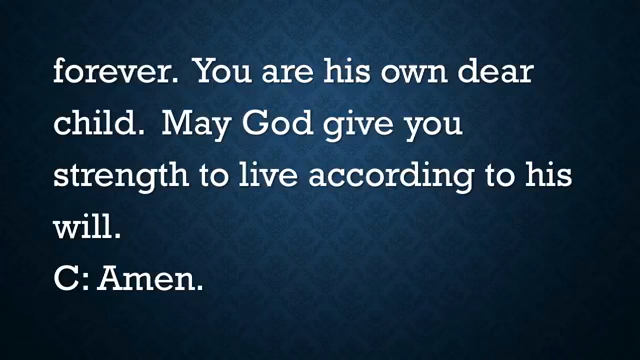 forever.  You are his own dear
child.  May God give you
strength to live according to his
will.
C: Amen.